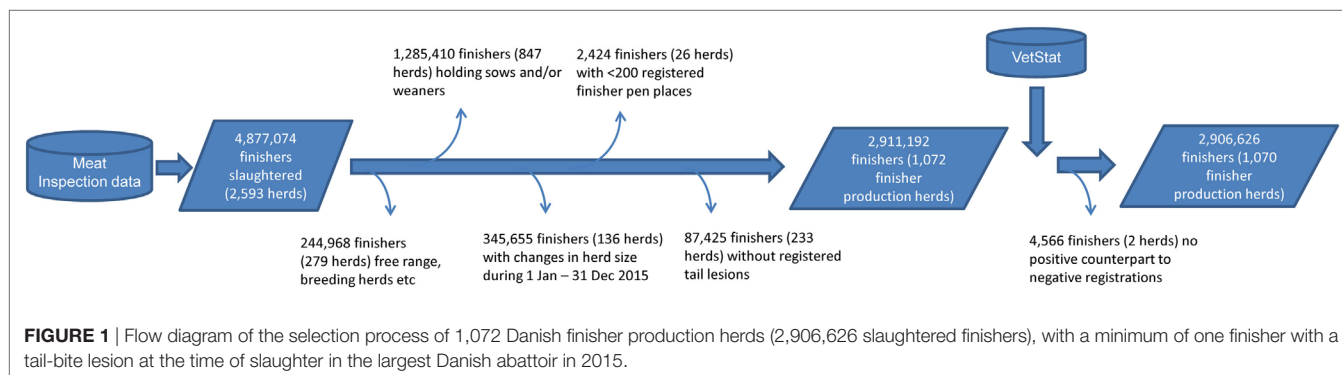 1,285,410 finishers (847
herds) holding sows and/or
weaners
2,424 finishers (26 herds)
with <200 registered
finisher pen places
VetStat
Meat
Inspection data
4,877,074
finishers
slaughtered
(2,593 herds)
2,911,192
finishers (1,072
finisher
production herds)
2,906,626
finishers (1,070
finisher
production herds)
244,968 finishers
(279 herds) free range,
breeding herds etc
345,655 finishers (136 herds)
with changes in herd size
during 1 Jan – 31 Dec 2015
87,425 finishers (233
herds) without registered
tail lesions
4,566 finishers (2 herds) no
positive counterpart to
negative registrations
FIGURE 1 | Flow diagram of the selection process of 1,072 Danish finisher production herds (2,906,626 slaughtered finishers), with a minimum of one finisher with a
tail-bite lesion at the time of slaughter in the largest Danish abattoir in 2015.